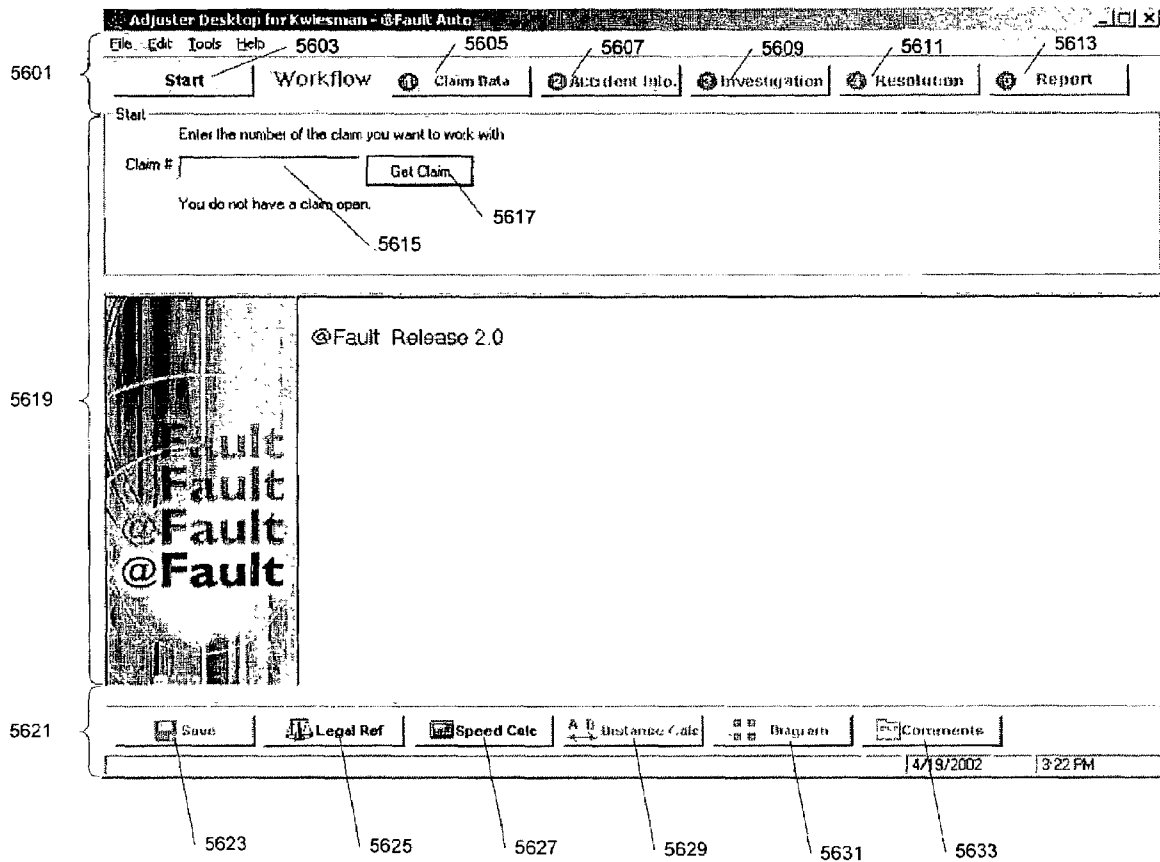 Adjuster Desktop for Kwiesman - @Fault Auto
File Edit Tools Help
5603 5605 5607 5609 5611 5613
5601
Start Workflow 1 Claim Data 2 Accident Info. 3 Investigation 4 Resolution 5 Report
Start
Enter the number of the claim you want to work with
Claim # Get Claim
You do not have a claim open.
5617
5615
@Fault Release 2.0
5619
Fault
Fault
@Fault
@Fault
5621
Save Legal Ref Speed Calc A B Distance Calc Diagram Comments
4/19/2002 3:22 PM
5623 5625 5627 5629 5631 5633